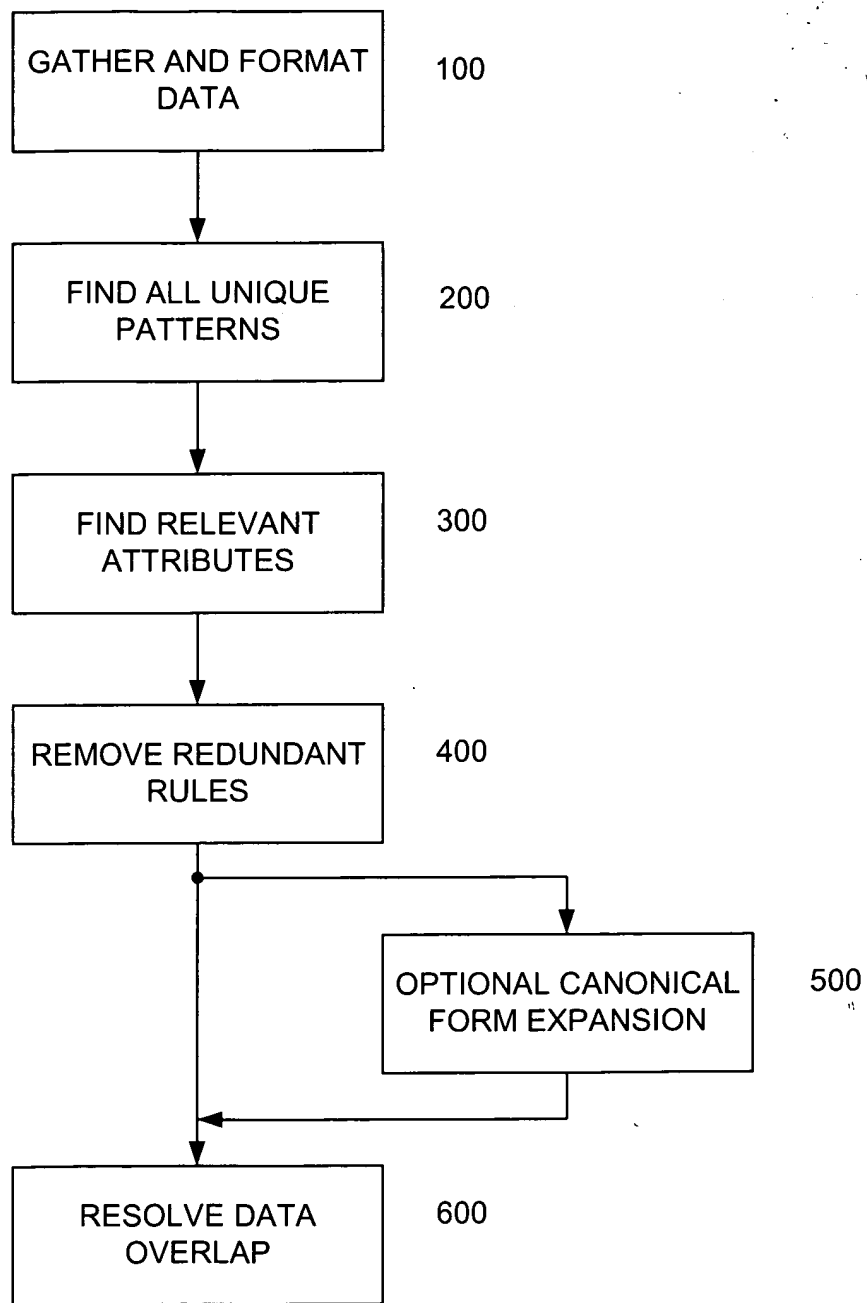 GATHER AND FORMAT
DATA
100
FIND ALL UNIQUE
PATTERNS
200
FIND RELEVANT
ATTRIBUTES
300
REMOVE REDUNDANT
RULES
400
OPTIONAL CANONICAL
FORM EXPANSION
500
RESOLVE DATA
OVERLAP
600